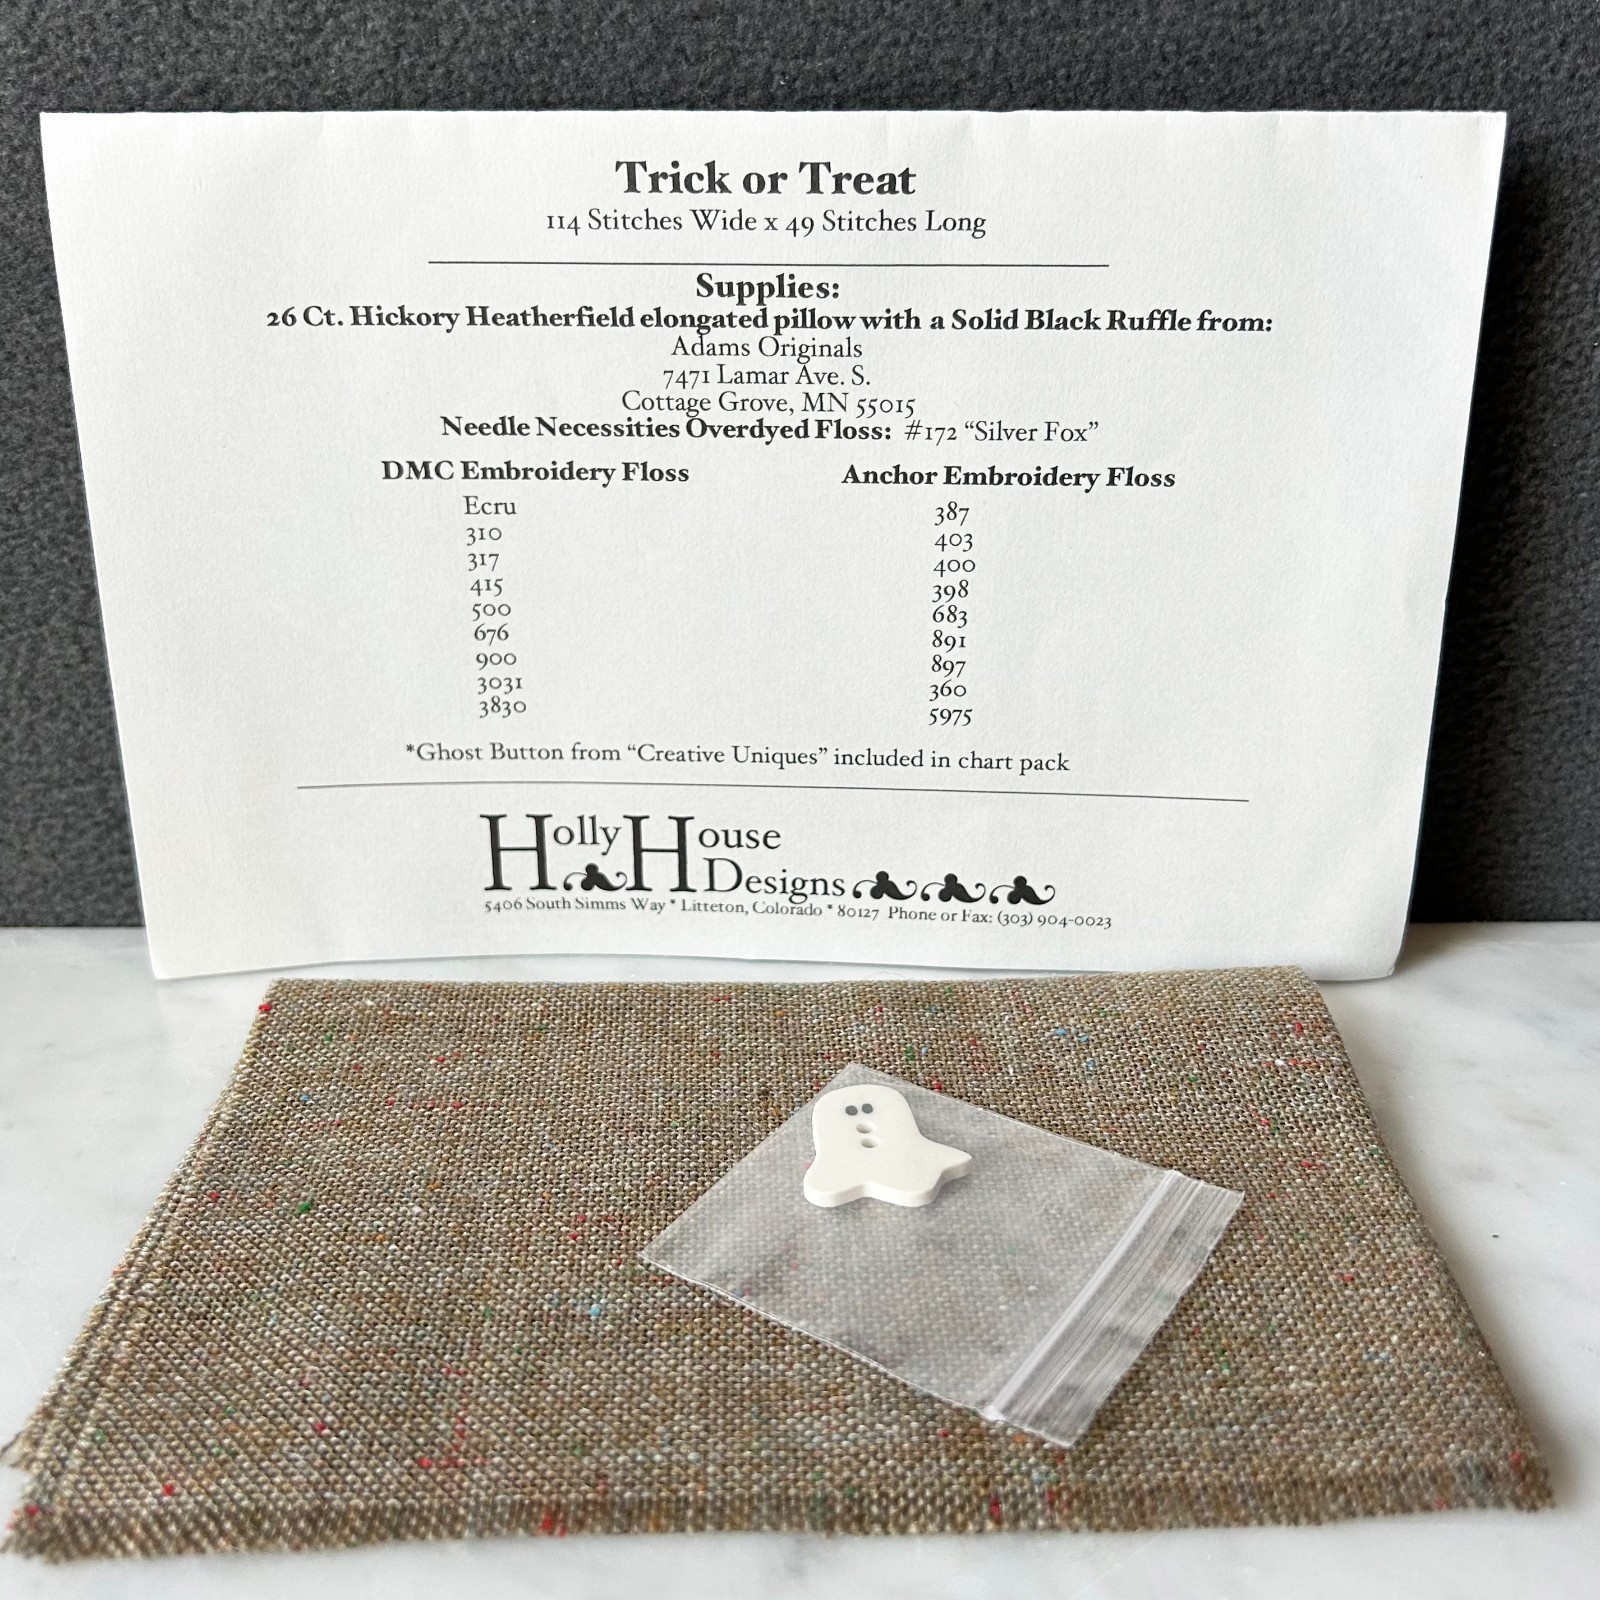 Trick or Treat
114 Stitches Wide x 49 Stitches Long
Supplies:
26 Ct. Hickory Heatherfield elongated pillow with a Solid Black Ruffle from:
Adams Originals
7471 Lamar Ave. S.
Cottage Grove, MN 55015
Needle Necessities Overdyed Floss: #172 “Silver Fox”
DMC Embroidery Floss
Ecru
310
317
415
500
676
900
3031
3830
Anchor Embroidery Floss
387
403
400
398
683
891
897
360
5975
*Ghost Button from “Creative Uniques” included in chart pack
Holly House
Designs
5406 South Simms Way * Litteton, Colorado * 80127 Phone or Fax: (303) 904-0023